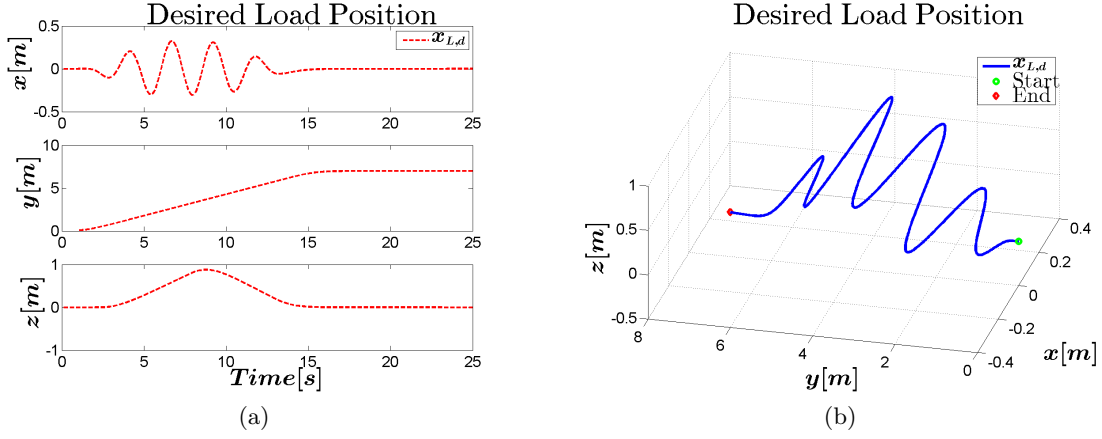 Desired Load Position
x[m]
0.5
0
-0.5
x_{L,d}
0 5 10 15 20 25
y[m]
10
5
0
0 5 10 15 20 25
z[m]
1
0
-1
0 5 10 15 20 25
Time[s]
(a)
Desired Load Position
x_{L,d}
Start
End
z[m]
1
0.5
0
-0.5
8 6 4 2 0
y[m]
0.4
0.2
0
-0.2
-0.4
x[m]
(b)